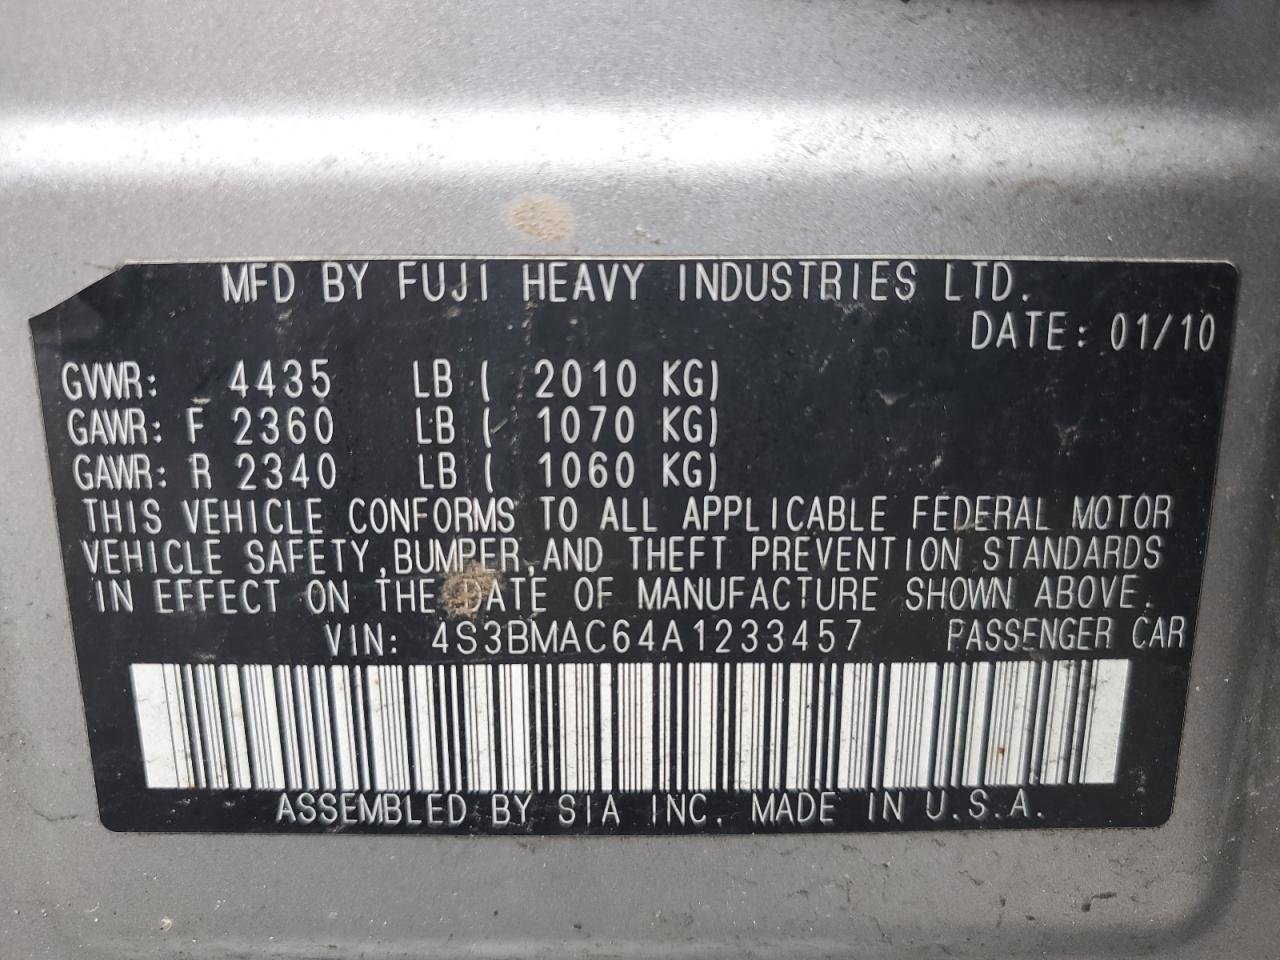 MFD BY FUJI HEAVY INDUSTRIES LTD.
DATE: 01/10
GVWR: 4435 LB ( 2010 KG)
GAWR: F 2360 LB ( 1070 KG)
GAWR: R 2340 LB ( 1060 KG)
THIS VEHICLE CONFORMS TO ALL APPLICABLE FEDERAL MOTOR
VEHICLE SAFETY,BUMPER,AND THEFT PREVENTION STANDARDS
IN EFFECT ON THE DATE OF MANUFACTURE SHOWN ABOVE.
VIN: 4S3BMAC64A1233457 PASSENGER CAR
ASSEMBLED BY SIA INC. MADE IN U.S.A.